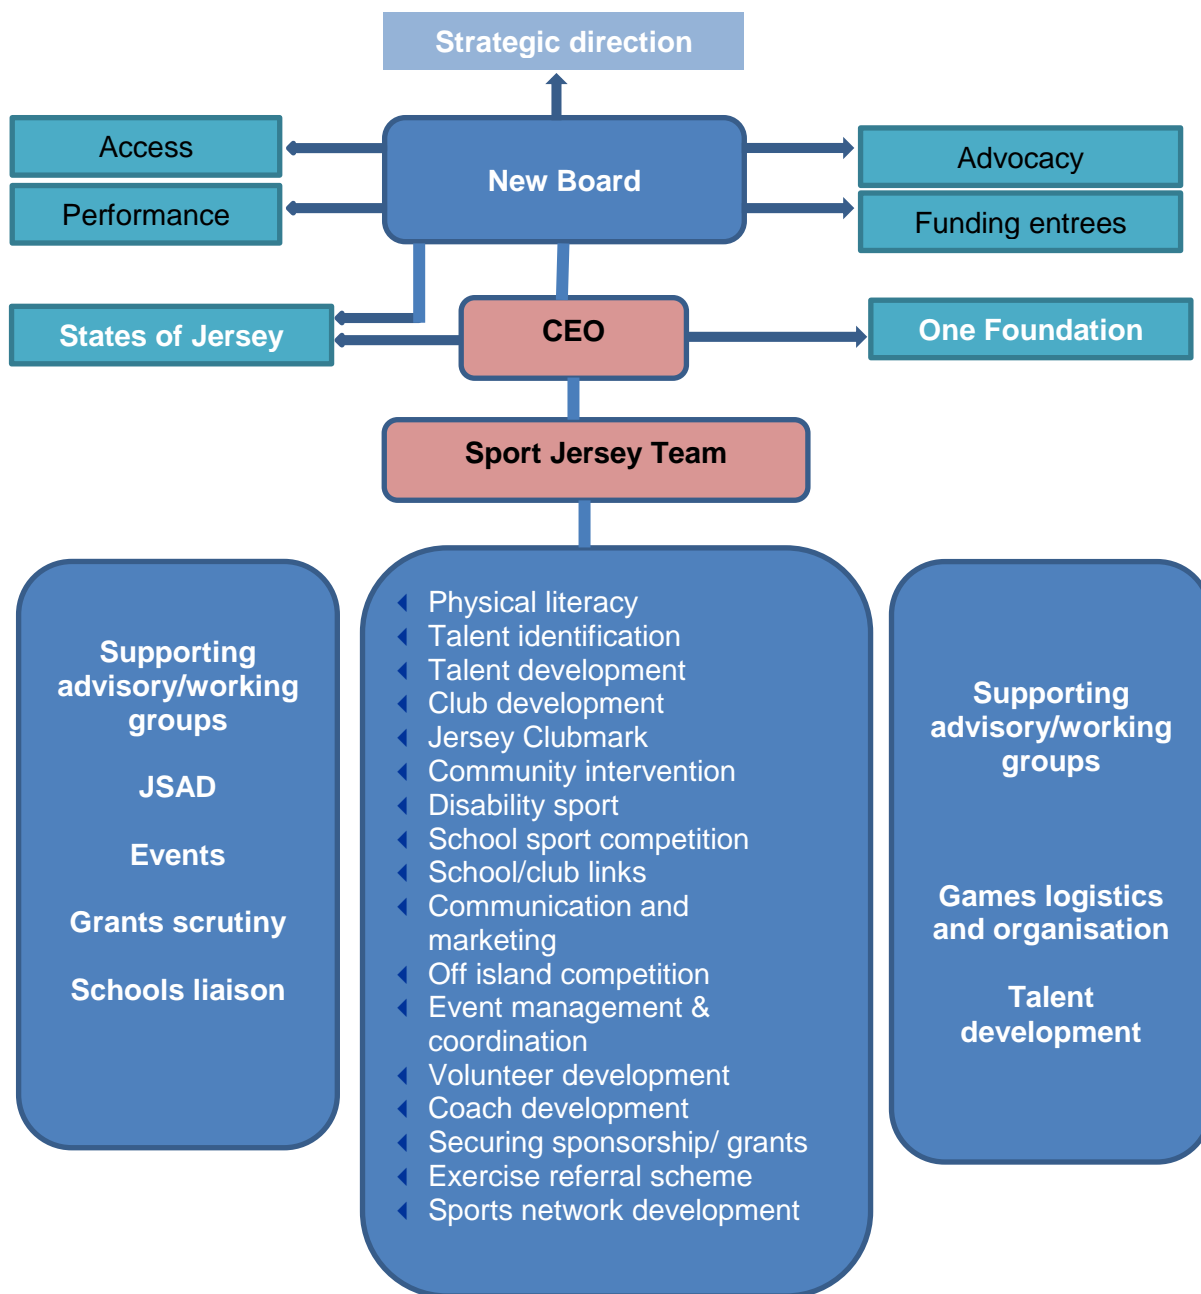 Strategic direction
Access
Performance
New Board
Advocacy
Funding entrees
States of Jersey
CEO
One Foundation
Sport Jersey Team
Supporting
advisory/working
groups
JSAD
Events
Grants scrutiny
Schools liaison
Physical literacy
Talent identification
Talent development
Club development
Jersey Clubmark
Community intervention
Disability sport
School sport competition
School/club links
Communication and
marketing
Off island competition
Event management &
coordination
Volunteer development
Coach development
Securing sponsorship/ grants
Exercise referral scheme
Sports network development
Supporting
advisory/working
groups
Games logistics
and organisation
Talent
development